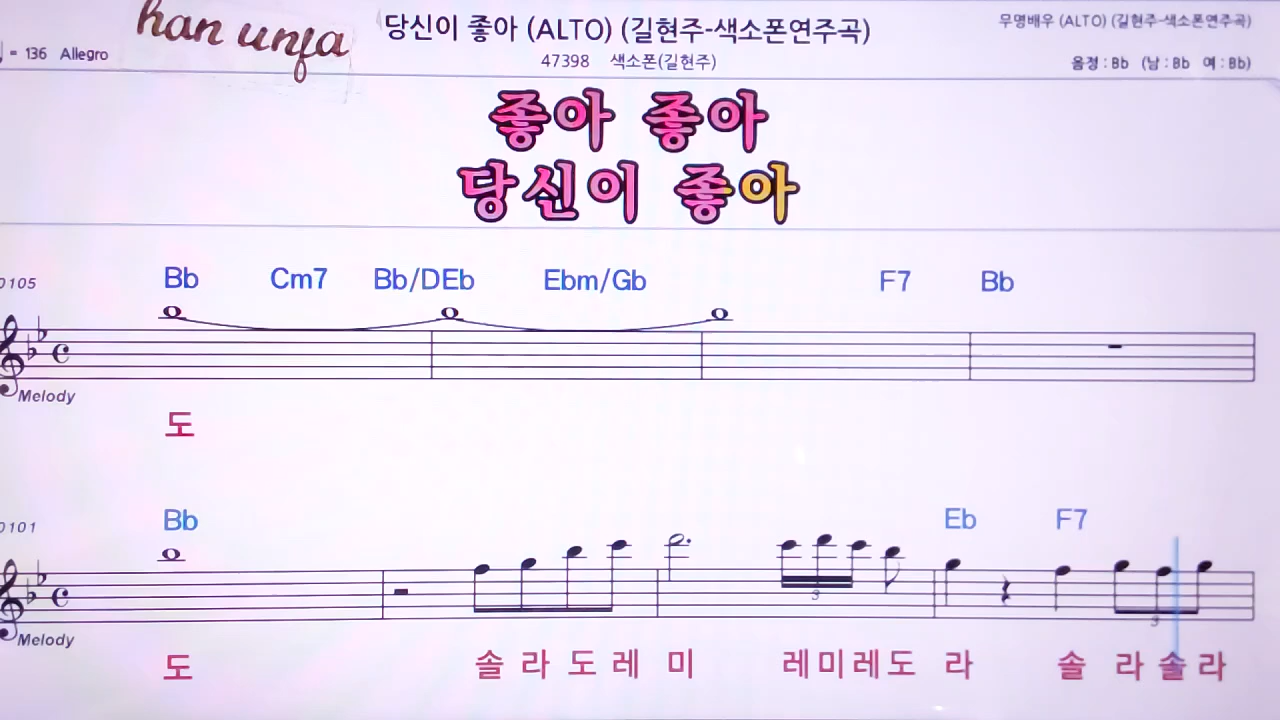 han unja
당신이 좋아 (ALTO) (길현주-색소폰연주곡)
무명배우 (ALTO) (길현주-색소폰연주곡)
= 136 Allegro
47398 색소폰(길현주)
음정 : Bb (남 : Bb 여 : Bb)
좋아 좋아
당신이 좋아
0105 Bb Cm7 Bb/DEb Ebm/Gb F7 Bb
Melody
도
0101 Bb Eb F7
3 3
Melody
도 솔 라 도 레 미 레 미 레 도 라 솔 라 솔 라